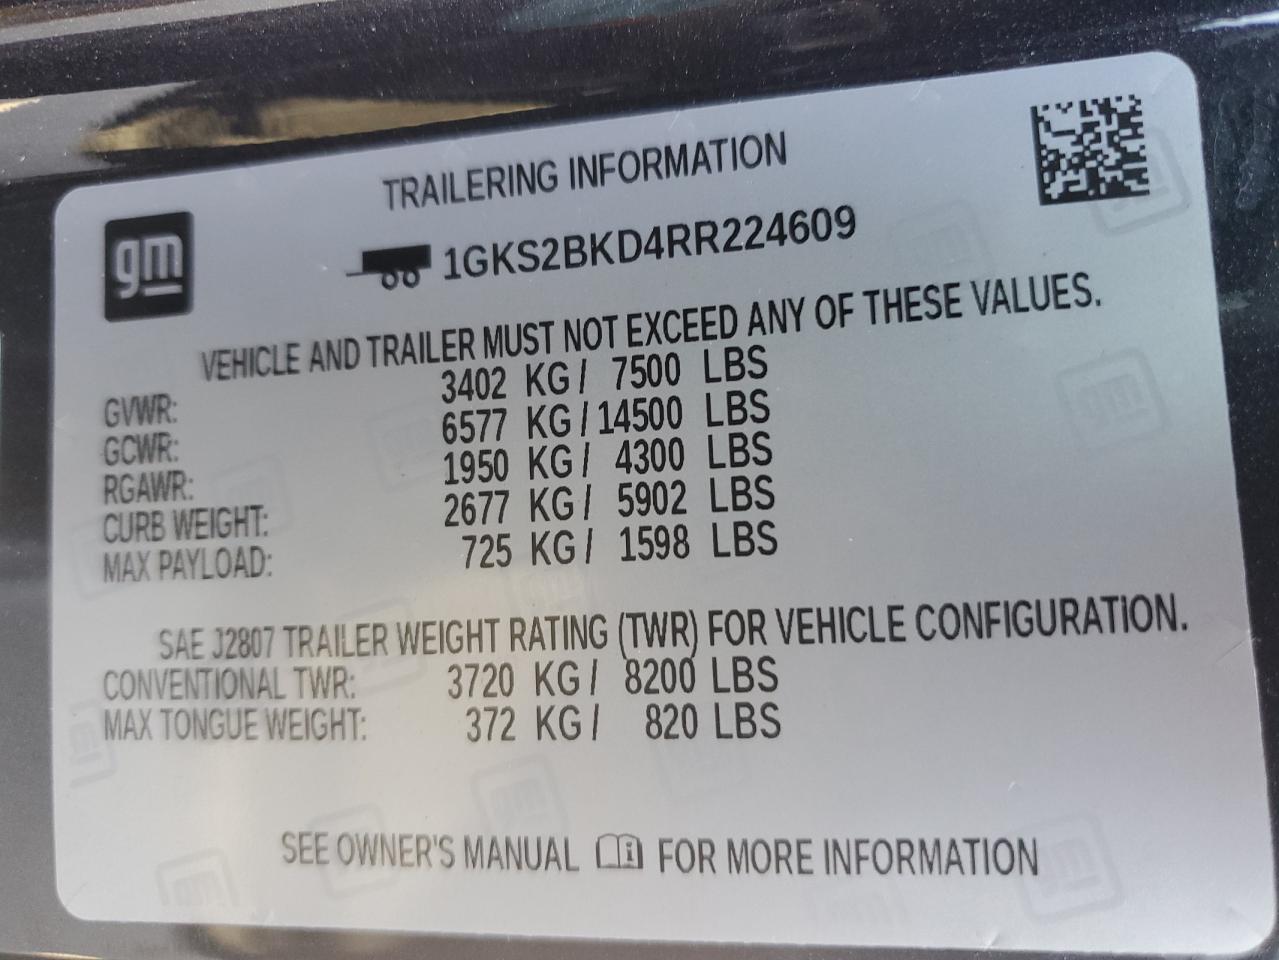 TRAILERING INFORMATION
gm
1GKS2BKD4RR224609
VEHICLE AND TRAILER MUST NOT EXCEED ANY OF THESE VALUES.
GVWR: 3402 KG / 7500 LBS
GCWR: 6577 KG / 14500 LBS
RGAWR: 1950 KG / 4300 LBS
CURB WEIGHT: 2677 KG / 5902 LBS
MAX PAYLOAD: 725 KG / 1598 LBS
SAE J2807 TRAILER WEIGHT RATING (TWR) FOR VEHICLE CONFIGURATION.
CONVENTIONAL TWR: 3720 KG / 8200 LBS
MAX TONGUE WEIGHT: 372 KG / 820 LBS
SEE OWNER'S MANUAL FOR MORE INFORMATION